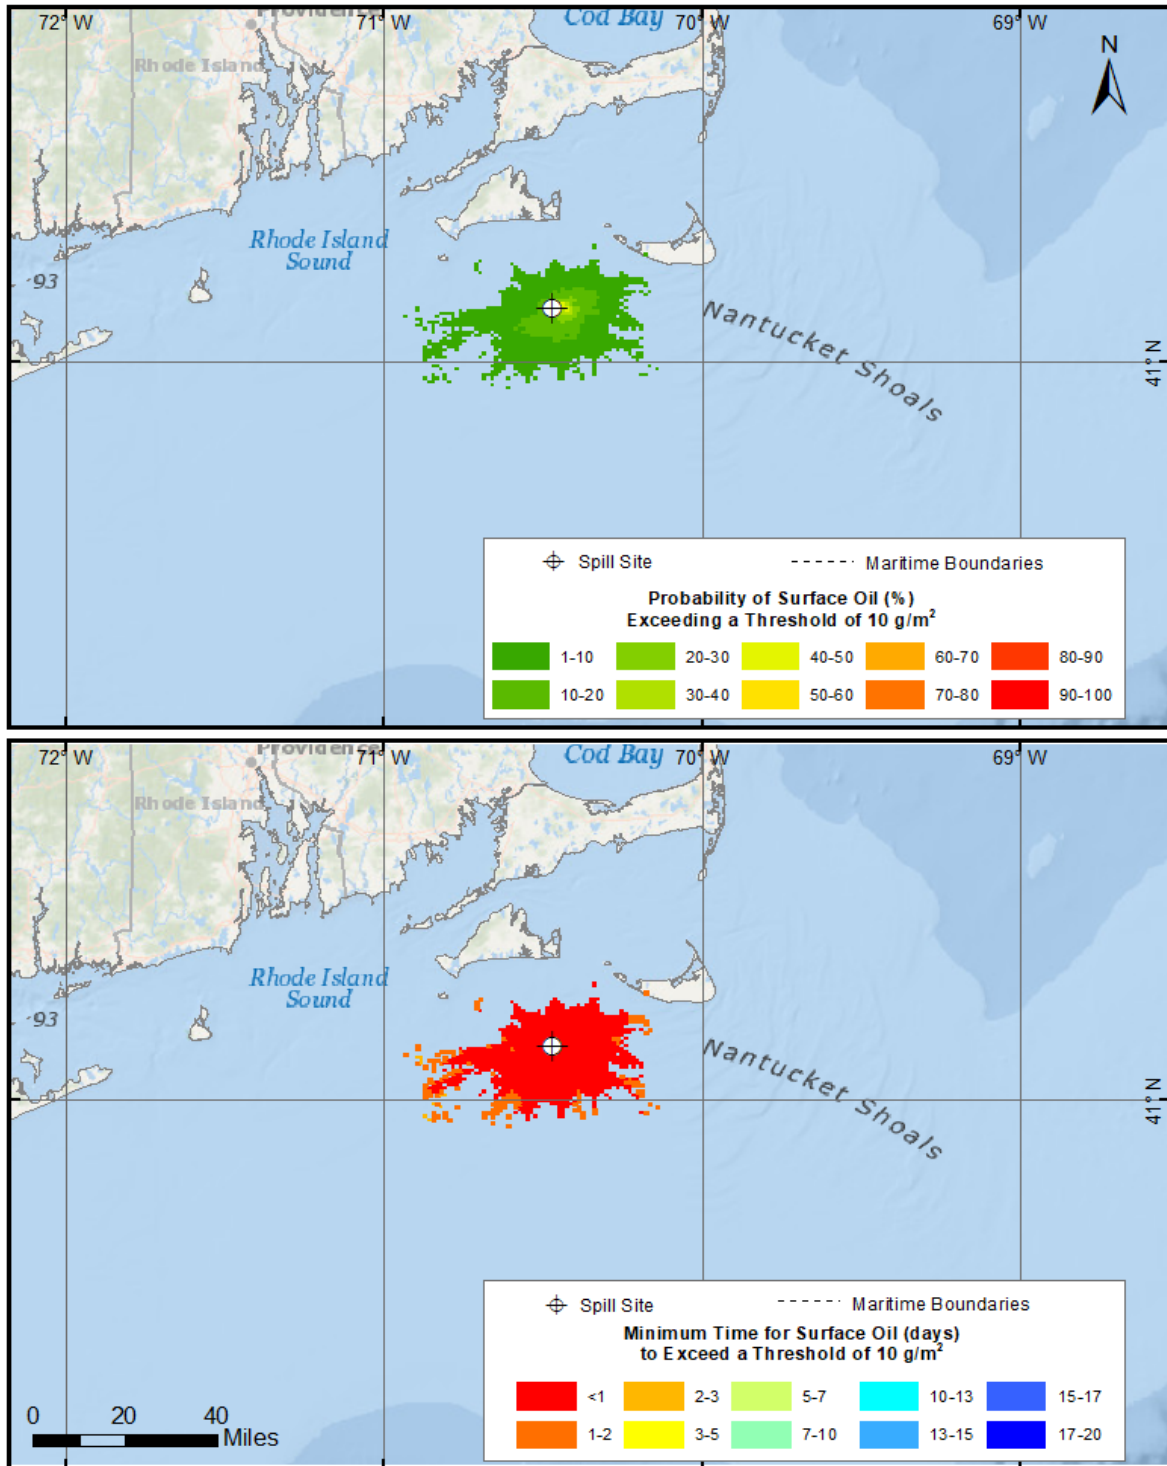 72° W
71° W
70° W
69° W
Providence
Cod Bay
Rhode Island
N
Rhode Island
Sound
93
Nantucket Shoals
41° N
Spill Site
Maritime Boundaries
Probability of Surface Oil (%)
Exceeding a Threshold of 10 g/m²
1-10
20-30
40-50
60-70
80-90
10-20
30-40
50-60
70-80
90-100
72° W
71° W
70° W
69° W
Providence
Cod Bay
Rhode Island
Rhode Island
Sound
93
Nantucket Shoals
41° N
Spill Site
Maritime Boundaries
Minimum Time for Surface Oil (days)
to Exceed a Threshold of 10 g/m²
<1
2-3
5-7
10-13
15-17
1-2
3-5
7-10
13-15
17-20
0 20 40
Miles